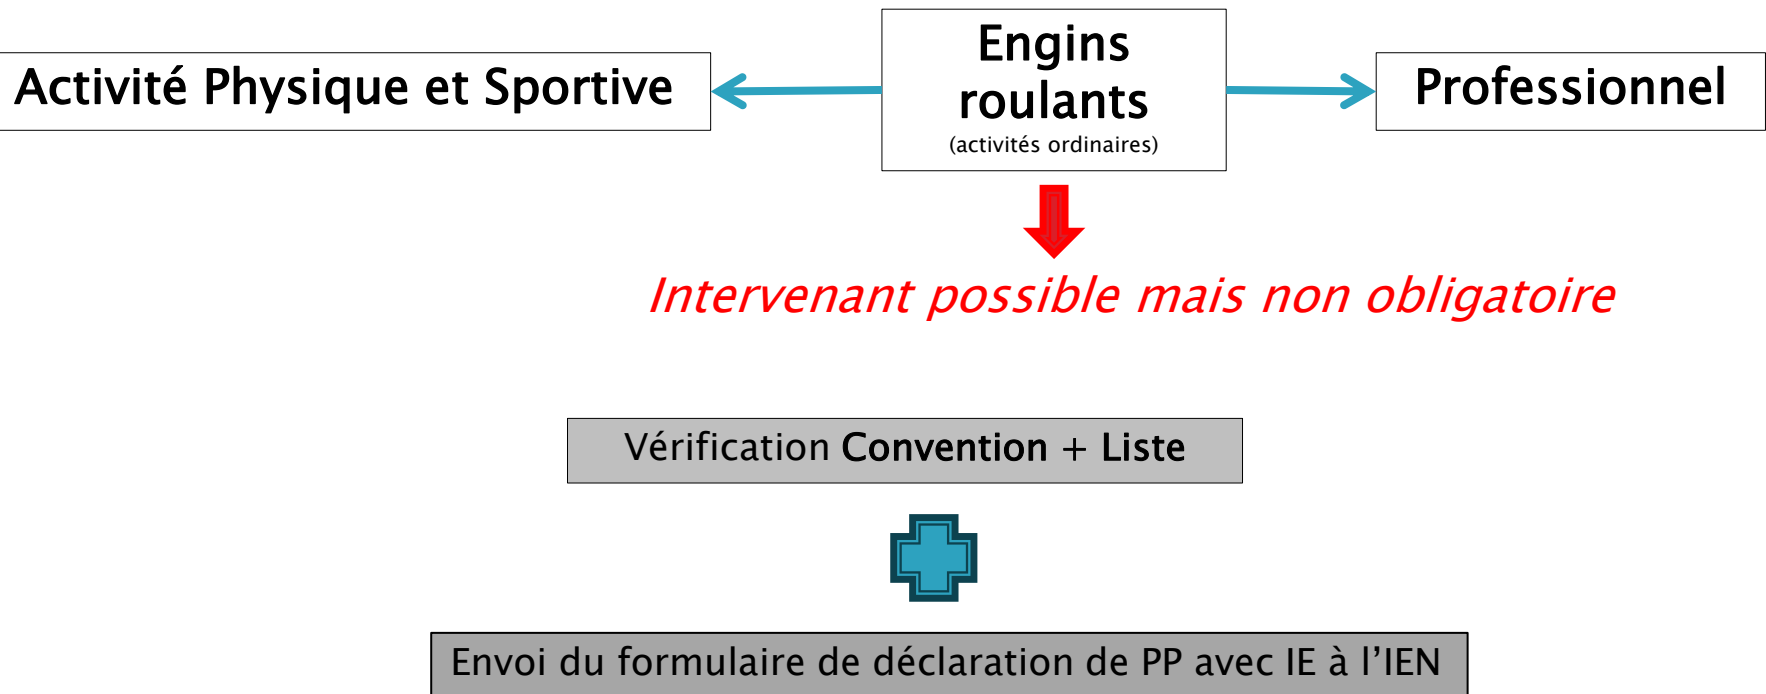 Activité Physique et Sportive
Engins
roulants
(activités ordinaires)
Professionnel
Intervenant possible mais non obligatoire
Vérification Convention + Liste
Envoi du formulaire de déclaration de PP avec IE à l’IEN